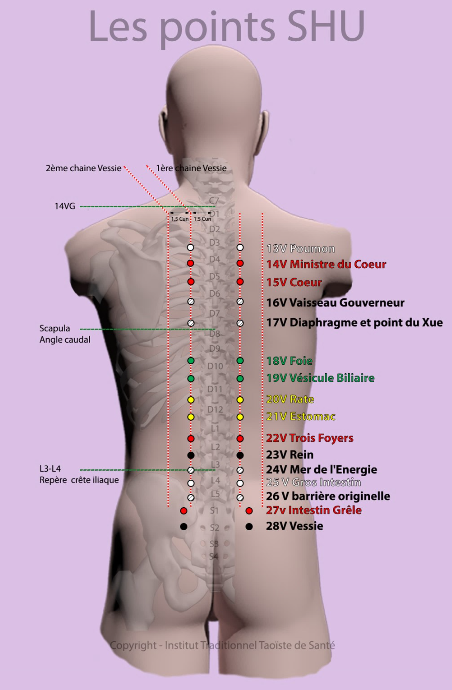 Les points SHU
2ème chaine Vessie
1ère chaine Vessie
14VG
C7
D1
1,5 Cun
1,5 Cun
D2
D3
13V Poumon
D4
14V Ministre du Coeur
D5
15V Coeur
D6
16V Vaisseau Gouverneur
D7
17V Diaphragme et point du Xue
Scapula
Angle caudal
D8
D9
18V Foie
D10
19V Vésicule Biliaire
D11
20V Rate
D12
21V Estomac
L1
22V Trois Foyers
L2
23V Rein
L3-L4
Repère crête iliaque
L3
24V Mer de l'Energie
L4
25 V Gros Intestin
L5
26 V barrière originelle
S1
27v Intestin Grêle
S2
28V Vessie
S3
S4
Copyright - Institut Traditionnel Taoïste de Santé